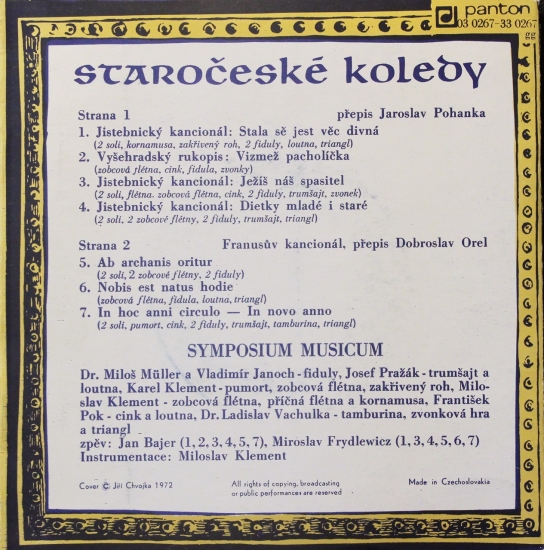 panton
03 0267-33 0267
gg
staročeské koledy
Strana 1 přepis Jaroslav Pohanka
1. Jistebnický kancionál: Stala sě jest věc divná
(2 soli, kornamusa, zakřivený roh, 2 fiduly, loutna, triangl)
2. Vyšehradský rukopis: Vizmež pacholíčka
(zobcová flétna, cink, fidula, zvonky)
3. Jistebnický kancionál: Ježíš náš spasitel
(2 soli, flétna. zobcová flétna, cink, 2 fiduly, trumšajt, zvonek)
4. Jistebnický kancionál: Dietky mladé i staré
(2 soli, 2 zobcové flétny, 2 fiduly, trumšajt, triangl)
Strana 2 Franusův kancionál, přepis Dobroslav Orel
5. Ab archanis oritur
(2 soli, 2 zobcové flétny, 2 fiduly)
6. Nobis est natus hodie
(zobcová flétna, fidula, loutna, triangl)
7. In hoc anni circulo — In novo anno
(2 soli, pumort, cink, 2 fiduly, trumšajt, tamburina, triangl)
SYMPOSIUM MUSICUM
Dr. Miloš Müller a Vladimír Janoch - fiduly, Josef Pražák - trumšajt a
loutna, Karel Klement - pumort, zobcová flétna, zakřivený roh, Milo-
slav Klement - zobcová flétna, příčná flétna a kornamusa, František
Pok - cink a loutna, Dr. Ladislav Vachulka - tamburina, zvonková hra
a triangl
zpěv: Jan Bajer (1, 2, 3, 4, 5, 7), Miroslav Frydlewicz (1, 3, 4, 5, 6, 7)
Instrumentace: Miloslav Klement
Cover © Jiří Chvojka 1972
All rights of copying, broadcasting
or public performances are reserved
Made in Czechoslovakia